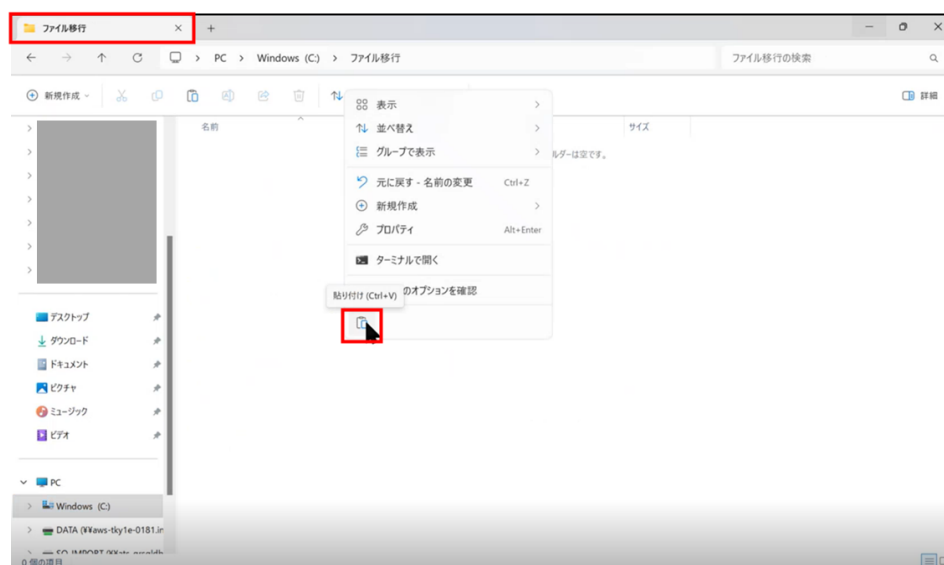 ファイル移行
PC > Windows (C:) > ファイル移行
ファイル移行の検索
新規作成
詳細
名前
サイズ
ルダーは空です。
表示
並べ替え
グループで表示
元に戻す - 名前の変更 Ctrl+Z
新規作成
プロパティ Alt+Enter
ターミナルで開く
のオプションを確認
貼り付け (Ctrl+V)
デスクトップ
ダウンロード
ドキュメント
ピクチャ
ミュージック
ビデオ
PC
Windows (C:)
DATA (¥¥aws-tky1e-0181.in
0 個の項目